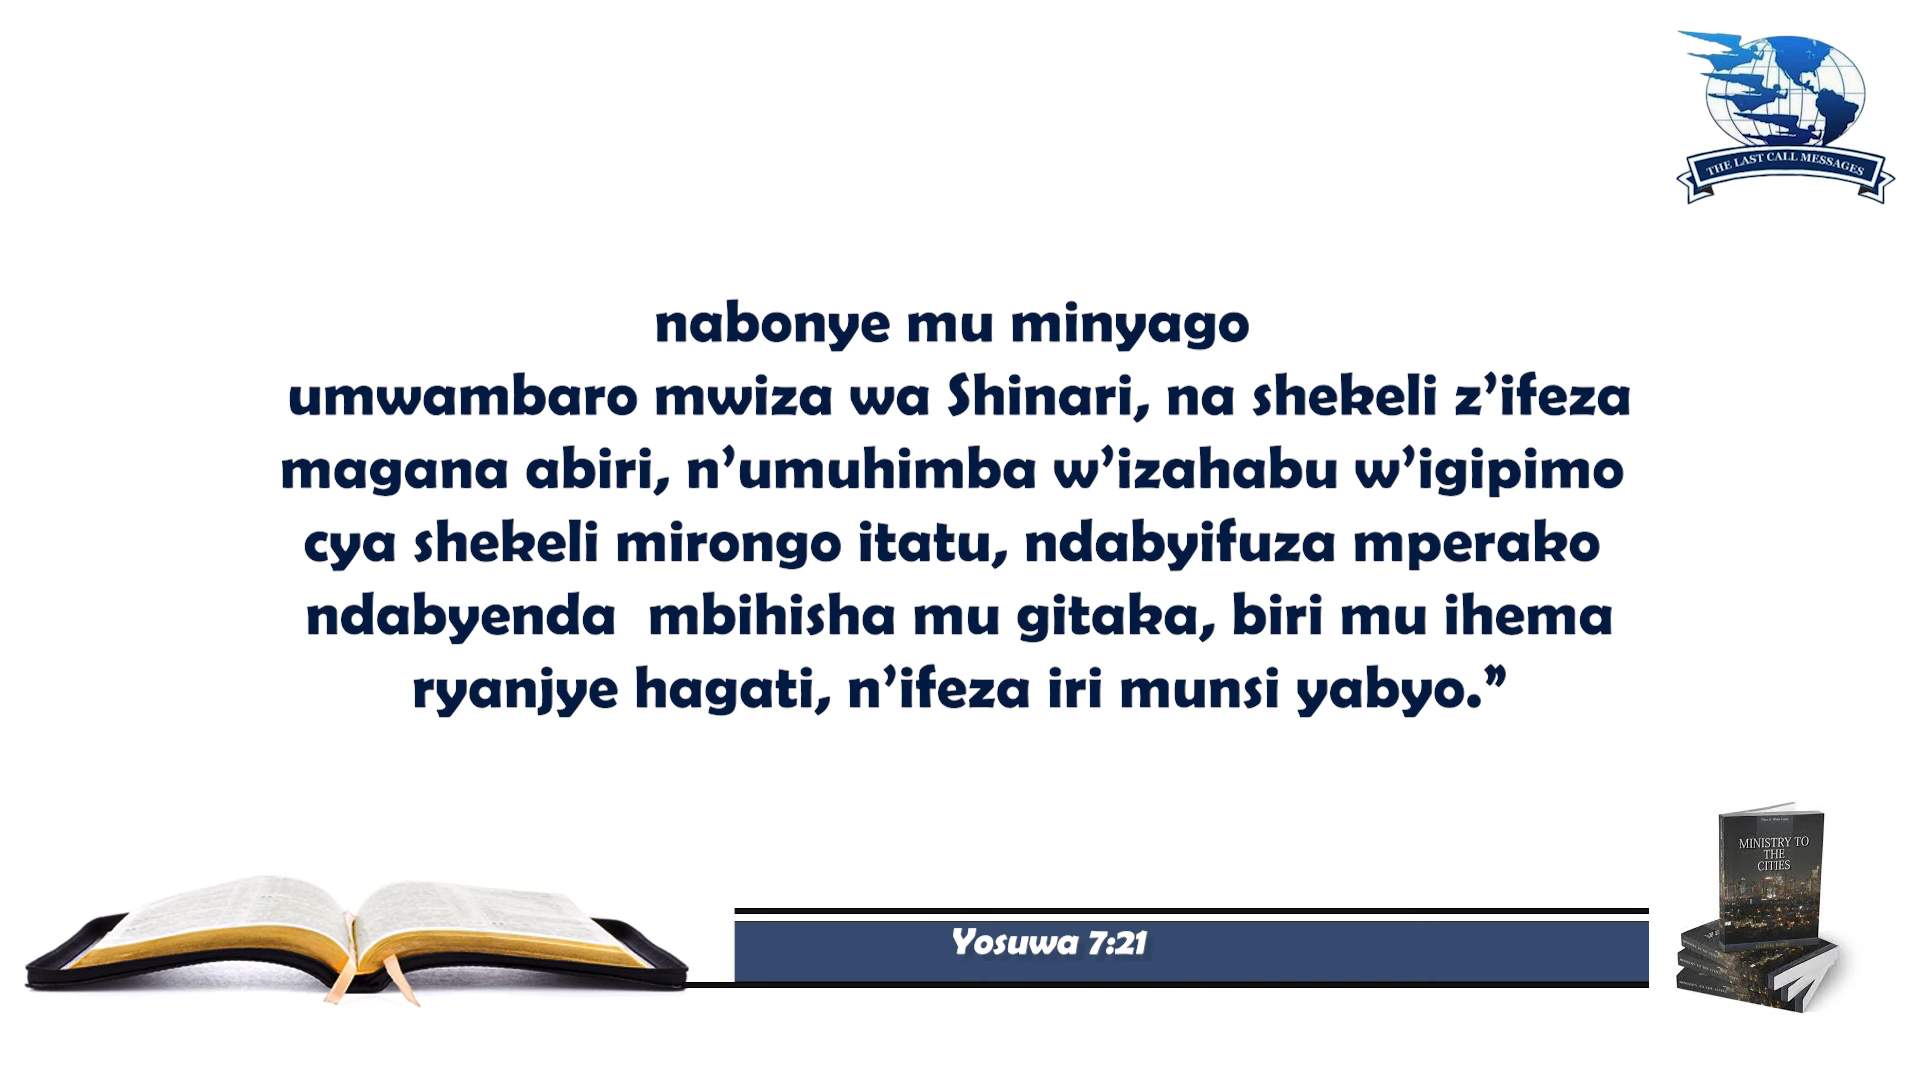 THE LAST CALL MESSAGES
nabonye mu minyago
umwambaro mwiza wa Shinari, na shekeli z’ifeza
magana abiri, n’umuhimba w’izahabu w’igipimo
cya shekeli mirongo itatu, ndabyifuza mperako
ndabyenda mbihisha mu gitaka, biri mu ihema
ryanjye hagati, n’ifeza iri munsi yabyo.”
MINISTRY TO
THE
CITIES
Yosuwa 7:21